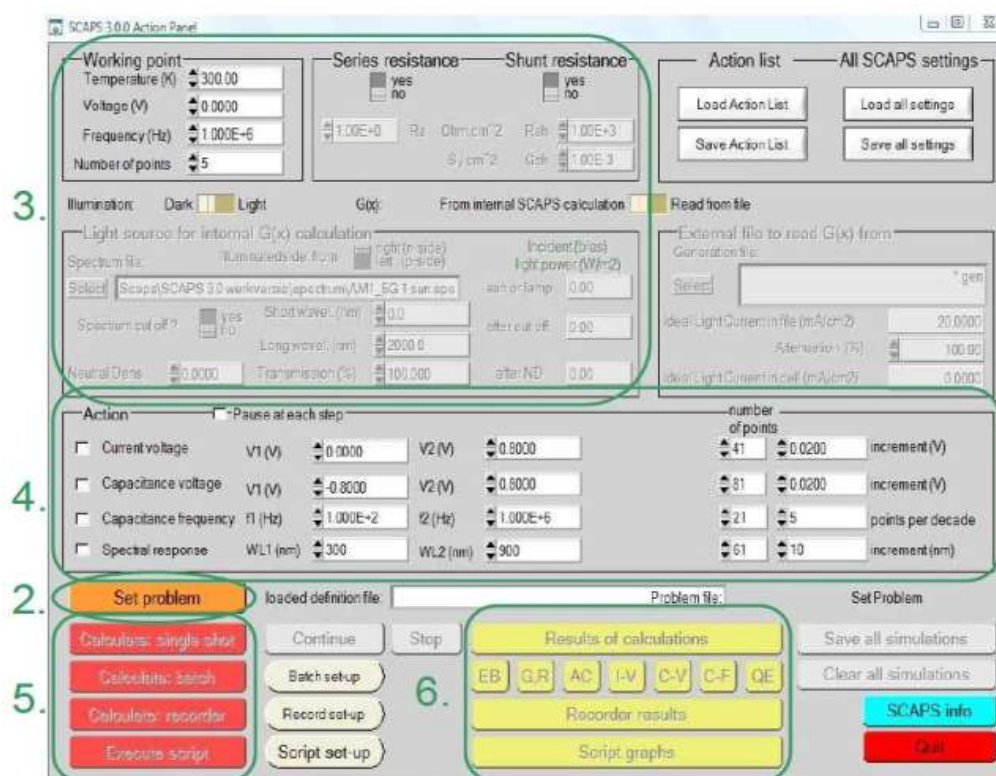 SCAPS 3.0.0 Action Panel
Working point
Temperature (K) 300.00
Voltage (V) 0.0000
Frequency (Hz) 1.000E+6
Number of points 5
Series resistance
yes
no
Shunt resistance
yes
no
1.00E+0 Rs Ohm.cm^2 Rsh 1.00E+3
S / cm^2 Gsh 1.00E-3
Action list
Load Action List
Save Action List
All SCAPS settings
Load all settings
Save all settings
3.
Illumination: Dark Light G(x): From internal SCAPS calculation Read from file
Light source for internal G(x) calculation
Spectrum file: Illuminated side: from right (n-side)
left (p-side)
Incident (bias)
light power (W/m2)
Select Scaps\SCAPS 3.0 werkversie\spectrum\AM1_5G 1 sun.spe sun or lamp 0.00
Spectrum cut off? yes
no
Short wavel. (nm) 0.0
after cut off 0.00
Long wavel. (nm) 2000.0
Neutral Dens. 0.0000 Transmission (%) 100.000 after ND 0.00
External file to read G(x) from
Generation file:
Select *.gen
Ideal Light Current in file (mA/cm2) 20.0000
Attenuation (%) 100.00
Ideal Light Current in cell (mA/cm2) 0.0000
4.
Action Pause at each step number
of points
Current voltage V1 (V) 0.0000 V2 (V) 0.8000 41 0.0200 increment (V)
Capacitance voltage V1 (V) -0.8000 V2 (V) 0.8000 81 0.0200 increment (V)
Capacitance frequency f1 (Hz) 1.000E+2 f2 (Hz) 1.000E+6 21 5 points per decade
Spectral response WL1 (nm) 300 WL2 (nm) 900 61 10 increment (nm)
2.
Set problem loaded definition file: Problem file: Set Problem
5.
Calculate: single shot Continue Stop Results of calculations Save all simulations
6.
Calculate: batch Batch set-up EB G,R AC I-V C-V C-F QE Clear all simulations
Calculate: recorder Record set-up Recorder results SCAPS info
Execute script Script set-up Script graphs Quit